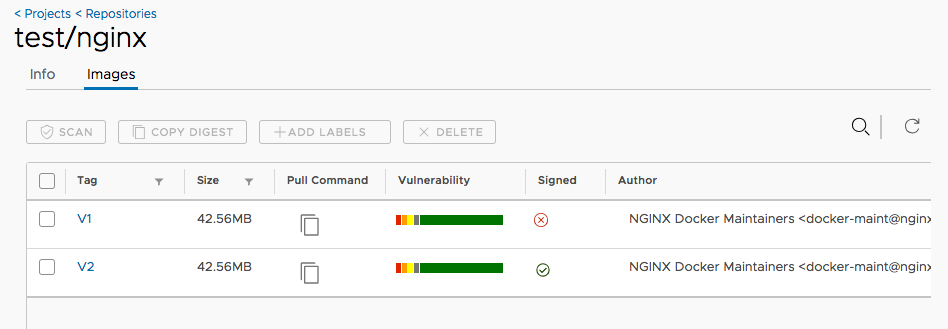 < Projects < Repositories
test/nginx
Info Images
SCAN COPY DIGEST +ADD LABELS × DELETE
Tag Size Pull Command Vulnerability Signed Author
V1 42.56MB NGINX Docker Maintainers <docker-maint@nginx
V2 42.56MB NGINX Docker Maintainers <docker-maint@nginx